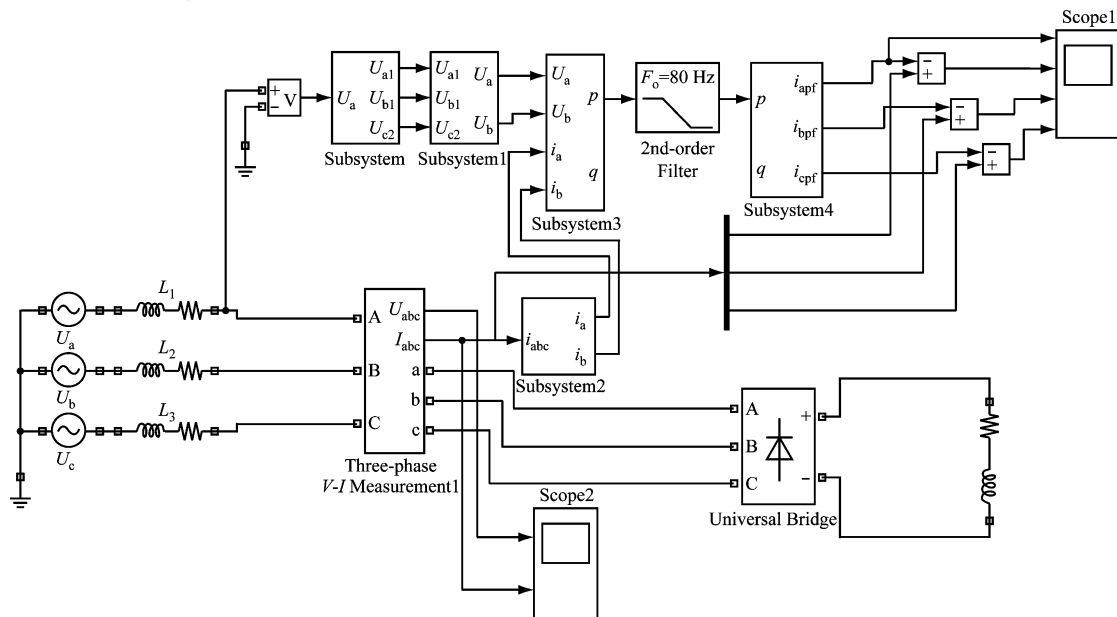 Scope1
+
−
V
U_a
U_a1
U_b1
U_c2
Subsystem
U_a1
U_b1
U_c2
U_a
U_b
Subsystem1
U_a
U_b
i_a
i_b
p
q
Subsystem3
F_o=80 Hz
2nd-order
Filter
p
q
i_apf
i_bpf
i_cpf
Subsystem4
−
+
−
+
−
+
L_1
U_a
L_2
U_b
L_3
U_c
A
B
C
U_abc
I_abc
a
b
c
Three-phase
V-I Measurement1
i_abc
i_a
i_b
Subsystem2
A
B
C
+
−
Universal Bridge
Scope2